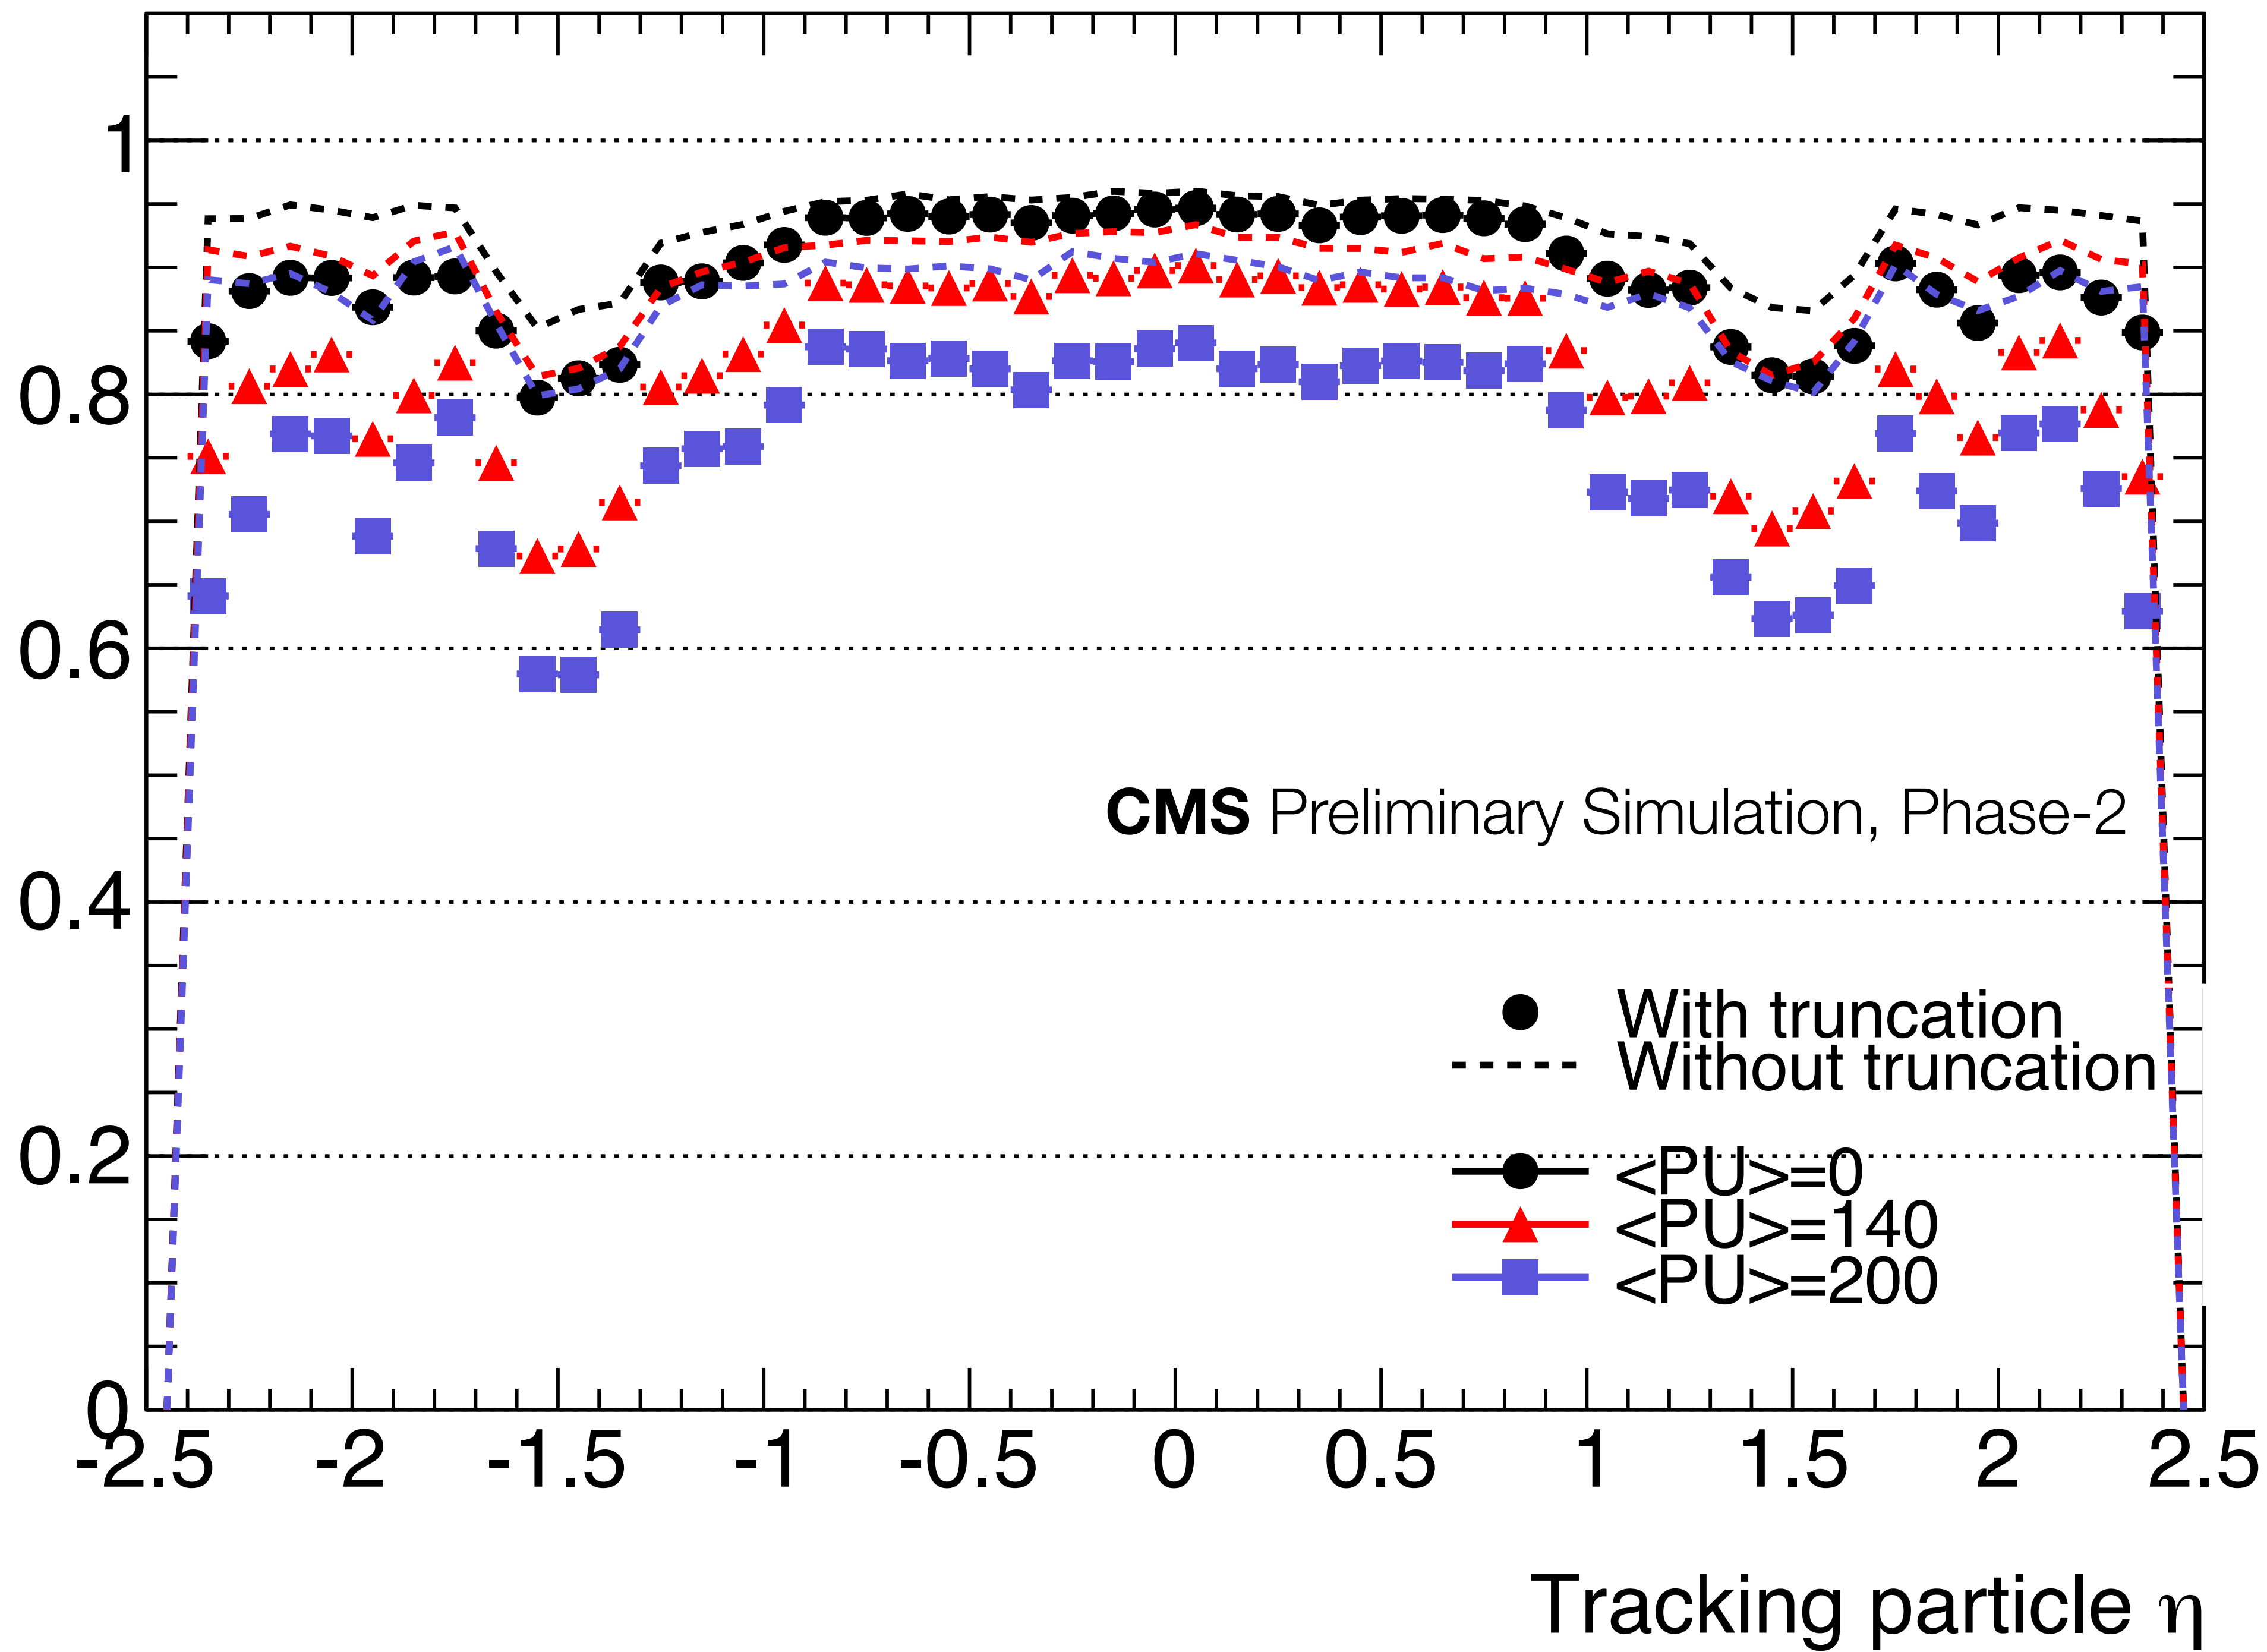 1
0.8
0.6
CMS Preliminary Simulation, Phase-2
0.4
With truncation
Without truncation
0.2
<PU>=0
<PU>=140
<PU>=200
0
-2.5 -2 -1.5 -1 -0.5 0 0.5 1 1.5 2 2.5
Tracking particle η